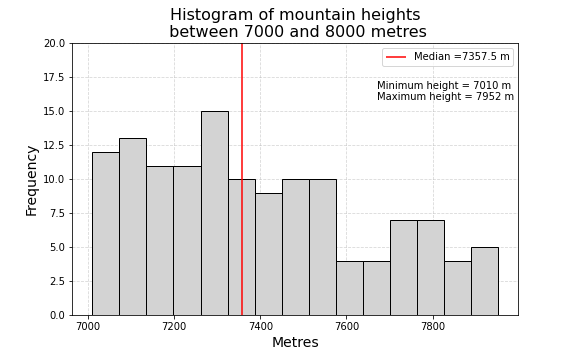 Histogram of mountain heights
between 7000 and 8000 metres
20.0
17.5
15.0
12.5
10.0
7.5
5.0
2.5
0.0
Frequency
Median =7357.5 m
Minimum height = 7010 m
Maximum height = 7952 m
7000 7200 7400 7600 7800
Metres